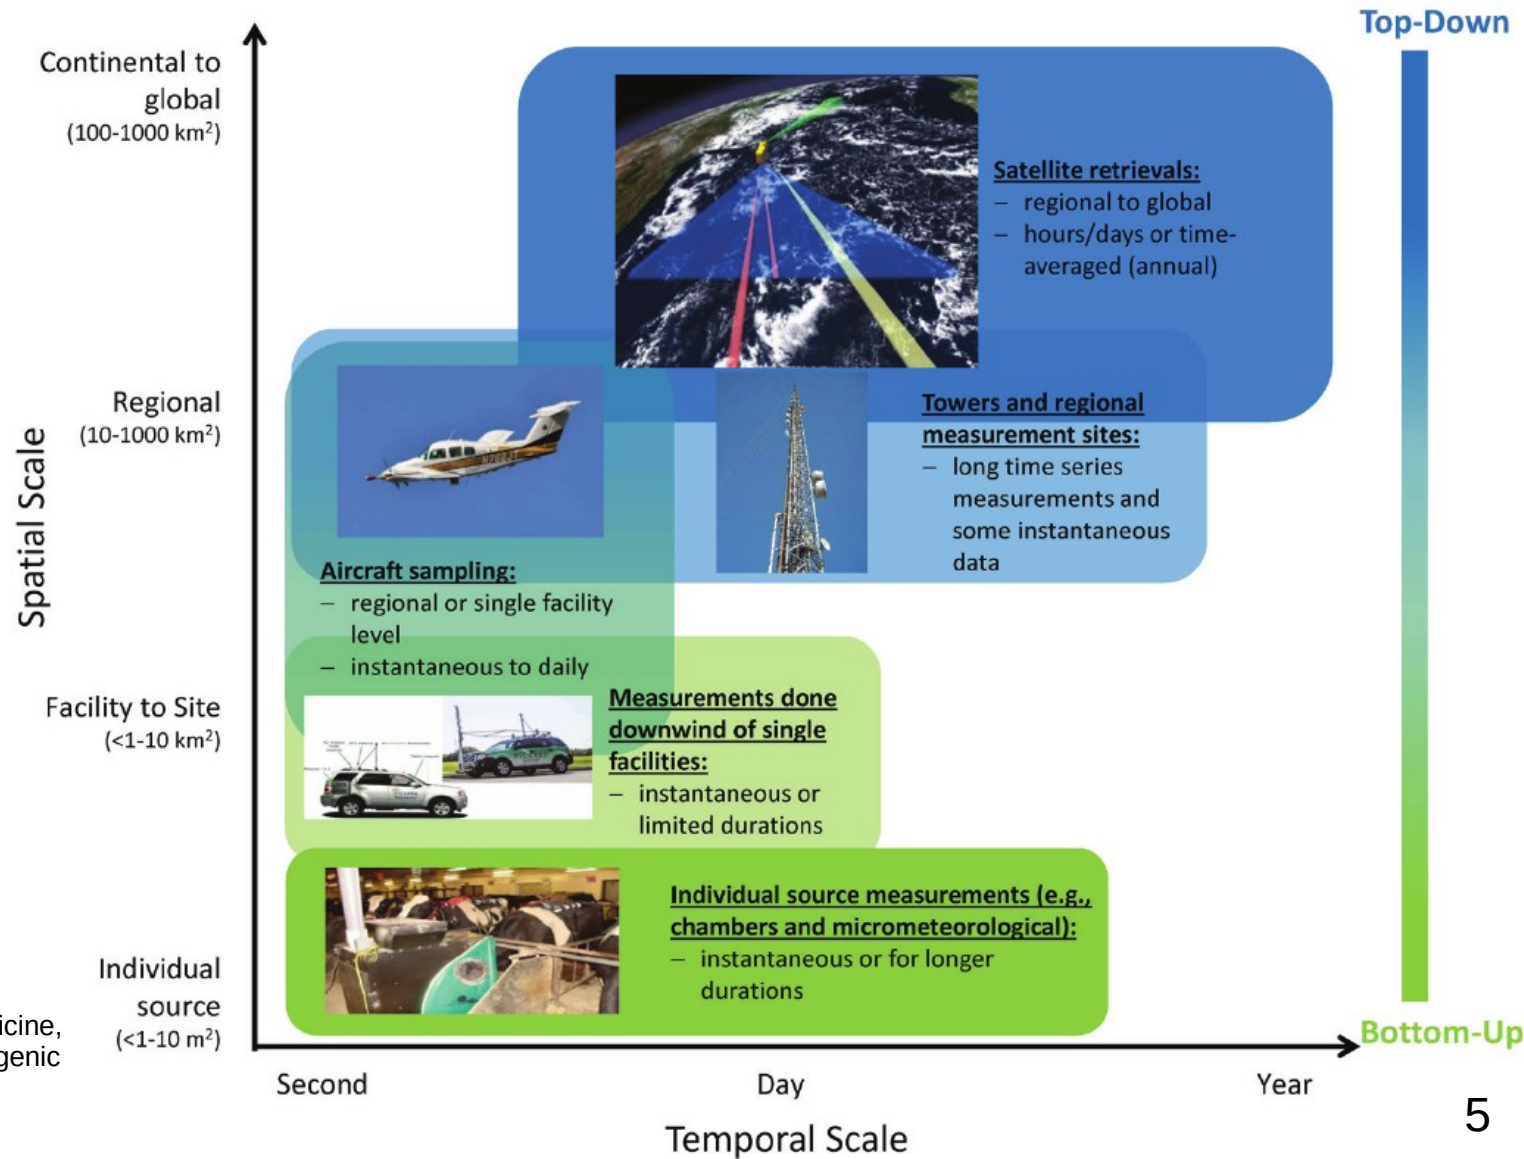 Top-Down
Continental to
global
(100-1000 km²)
Satellite retrievals:
– regional to global
– hours/days or time-
averaged (annual)
Regional
(10-1000 km²)
Towers and regional
measurement sites:
– long time series
measurements and
some instantaneous
data
Spatial Scale
Aircraft sampling:
– regional or single facility
level
– instantaneous to daily
Facility to Site
(<1-10 km²)
Measurements done
downwind of single
facilities:
– instantaneous or
limited durations
Individual source measurements (e.g.,
chambers and micrometeorological):
– instantaneous or for longer
durations
Individual
source
(<1-10 m²)
icine,
genic
Bottom-Up
Second
Day
Year
Temporal Scale
5